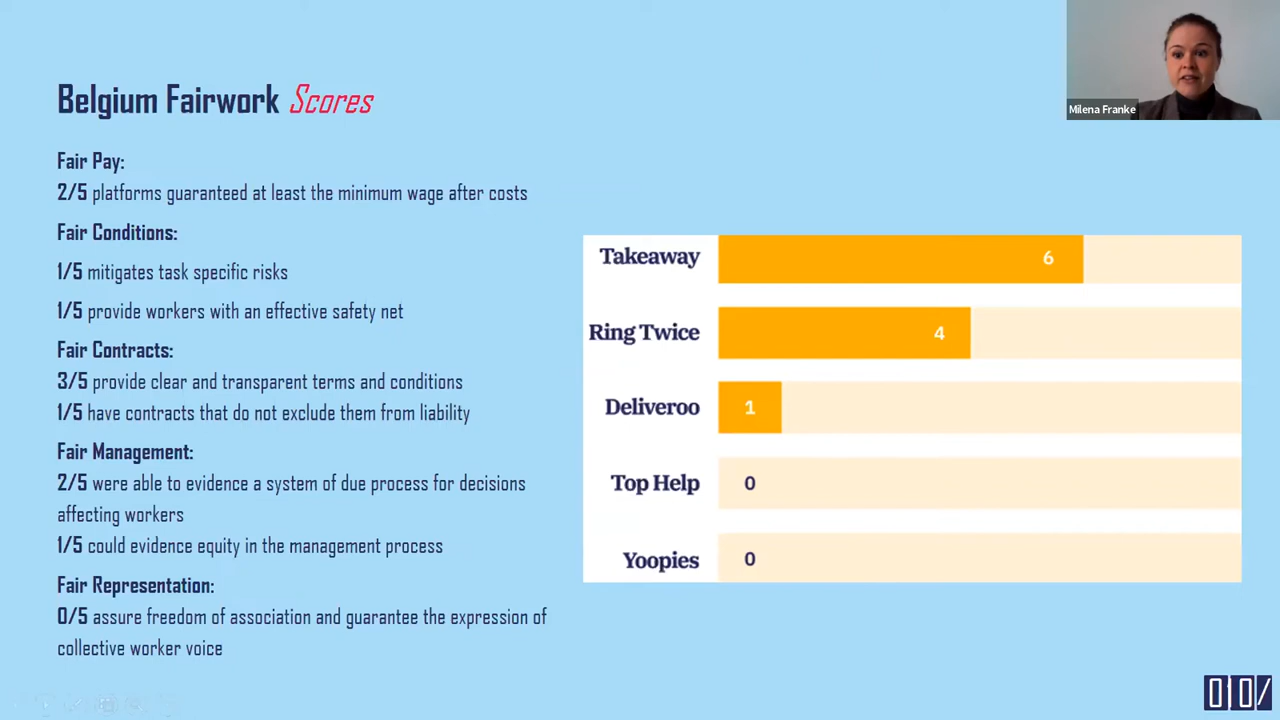 Milena Franke
Belgium Fairwork Scores
Fair Pay:
2/5 platforms guaranteed at least the minimum wage after costs
Fair Conditions:
1/5 mitigates task specific risks
1/5 provide workers with an effective safety net
Fair Contracts:
3/5 provide clear and transparent terms and conditions
1/5 have contracts that do not exclude them from liability
Fair Management:
2/5 were able to evidence a system of due process for decisions
affecting workers
1/5 could evidence equity in the management process
Fair Representation:
0/5 assure freedom of association and guarantee the expression of
collective worker voice
Takeaway 6
Ring Twice 4
Deliveroo 1
Top Help 0
Yoopies 0